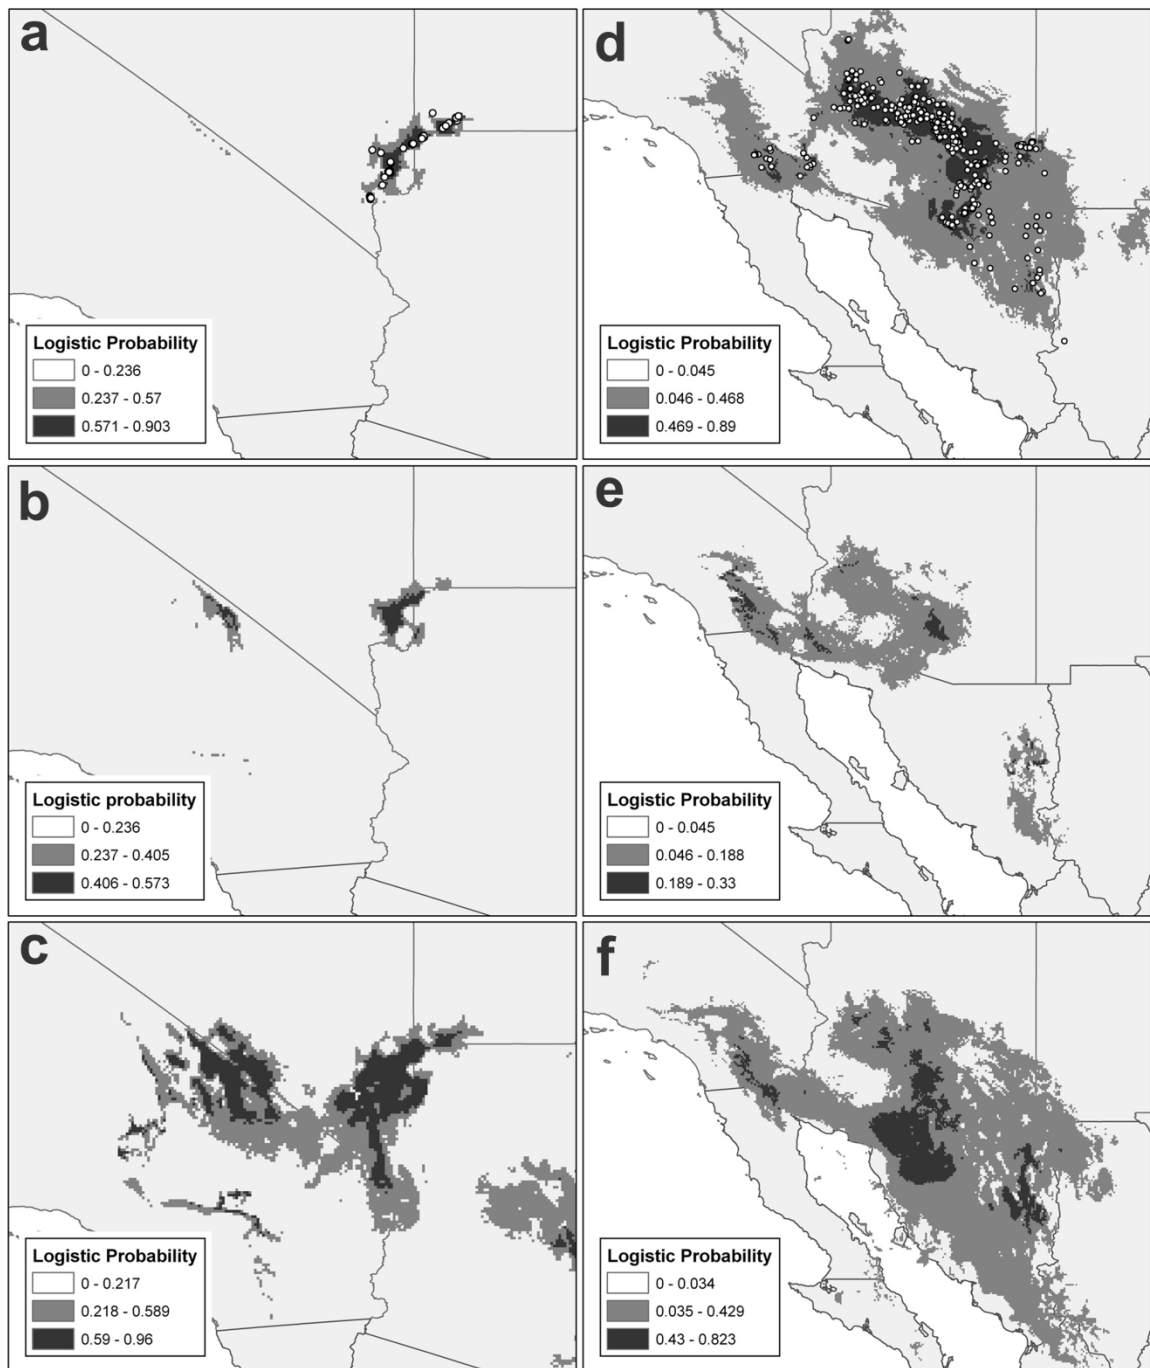 a
Logistic Probability
0 - 0.236
0.237 - 0.57
0.571 - 0.903
d
Logistic Probability
0 - 0.045
0.046 - 0.468
0.469 - 0.89
b
Logistic probability
0 - 0.236
0.237 - 0.405
0.406 - 0.573
e
Logistic Probability
0 - 0.045
0.046 - 0.188
0.189 - 0.33
c
Logistic Probability
0 - 0.217
0.218 - 0.589
0.59 - 0.96
f
Logistic Probability
0 - 0.034
0.035 - 0.429
0.43 - 0.823